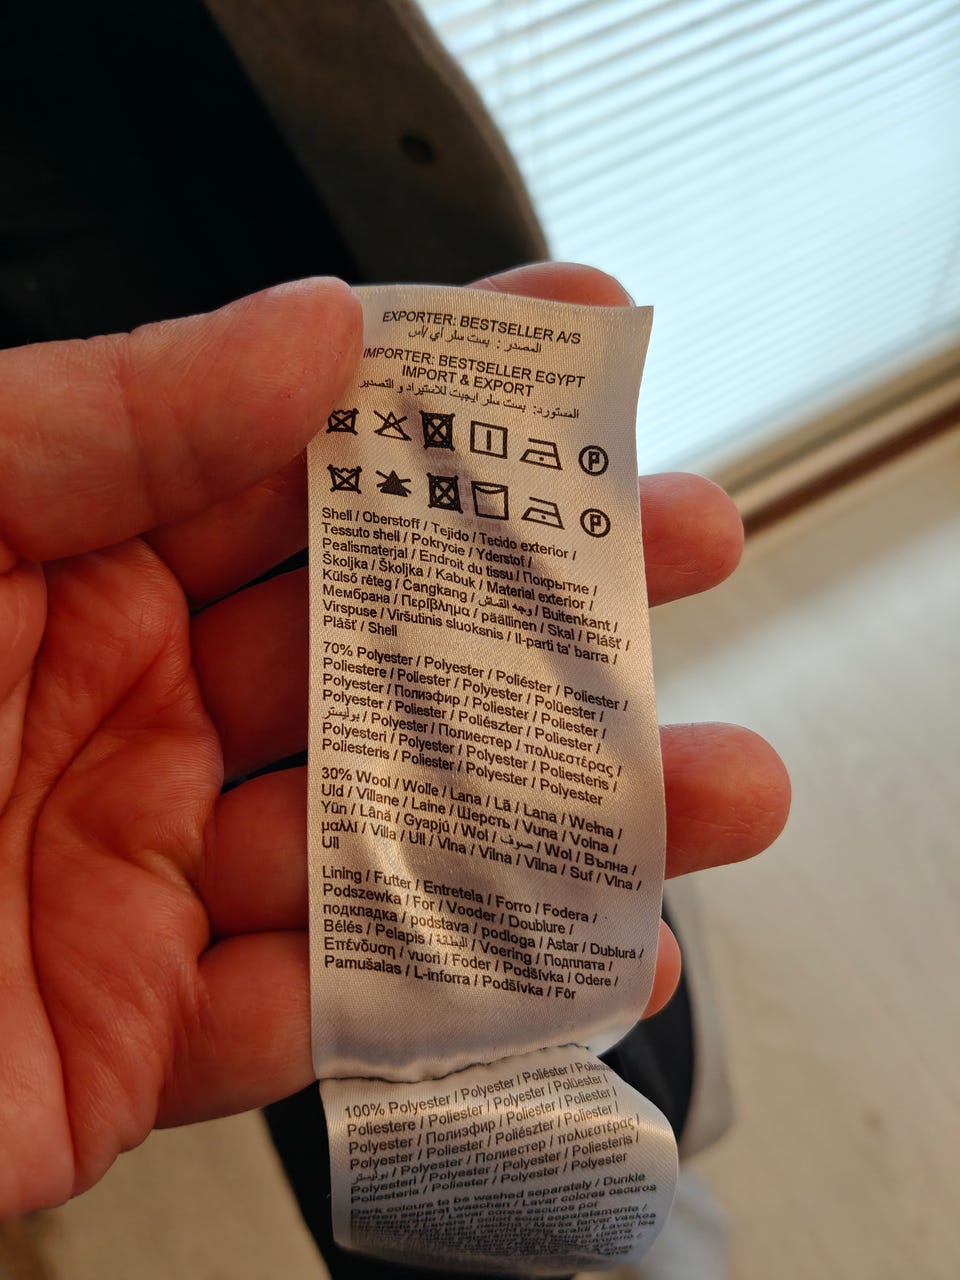 EXPORTER: BESTSELLER A/S
المصدر : بست سلر أي/أس
IMPORTER: BESTSELLER EGYPT
IMPORT & EXPORT
المستورد: بست سلر ايجبت للاستيراد و التصدير
P
P
Shell / Oberstoff / Tejido / Tecido exterior /
Tessuto shell / Pokrycie / Yderstof /
Pealismaterjal / Endroit du tissu / Покрытие /
Školjka / Školjka / Kabuk / Material exterior /
Külső réteg / Cangkang / وجه القماش / Buitenkant /
Мембрана / Περίβλημα / päällinen / Skal / Plášť /
Virspuse / Viršutinis sluoksnis / Il-parti ta' barra /
Plášť / Shell
70% Polyester / Polyester / Poliéster / Poliester /
Poliestere / Poliester / Polyester / Polüester /
Polyester / Полиэфир / Poliester / Poliester /
Polyester / Poliester / Poliészter / Poliester /
بوليستر / Polyester / Полиестер / πολυεστέρας /
Polyesteri / Polyester / Polyester / Poliesteris /
Poliesteris / Poliester / Polyester / Polyester
30% Wool / Wolle / Lana / Lã / Lana / Wełna /
Uld / Villane / Laine / Шерсть / Vuna / Volna /
Yün / Lână / Gyapjú / Wol / صوف / Wol / Вълна /
μαλλί / Villa / Ull / Vlna / Vilna / Vilna / Suf / Vlna /
Ull
Lining / Futter / Entretela / Forro / Fodera /
Podszewka / For / Vooder / Doublure /
подкладка / podstava / podloga / Astar / Dublură /
Bélés / Pelapis / البطانة / Voering / Подплата /
Επένδυση / vuori / Foder / Podšívka / Odere /
Pamušalas / L-inforra / Podšívka / Fôr
100% Polyester / Polyester / Poliéster /
Poliestere / Poliester / Polyester / Polüester /
Polyester / Полиэфир / Poliester / Poliester /
Polyester / Poliester / Poliészter / Poliester /
بوليستر / Polyester / Полиестер / πολυεστέρας /
Polyesteri / Polyester / Polyester / Poliesteris /
Poliesteris / Poliester / Polyester / Polyester
Dark colours to be washed separately / Dunkle
Farben separat waschen / Lavar colores oscuros